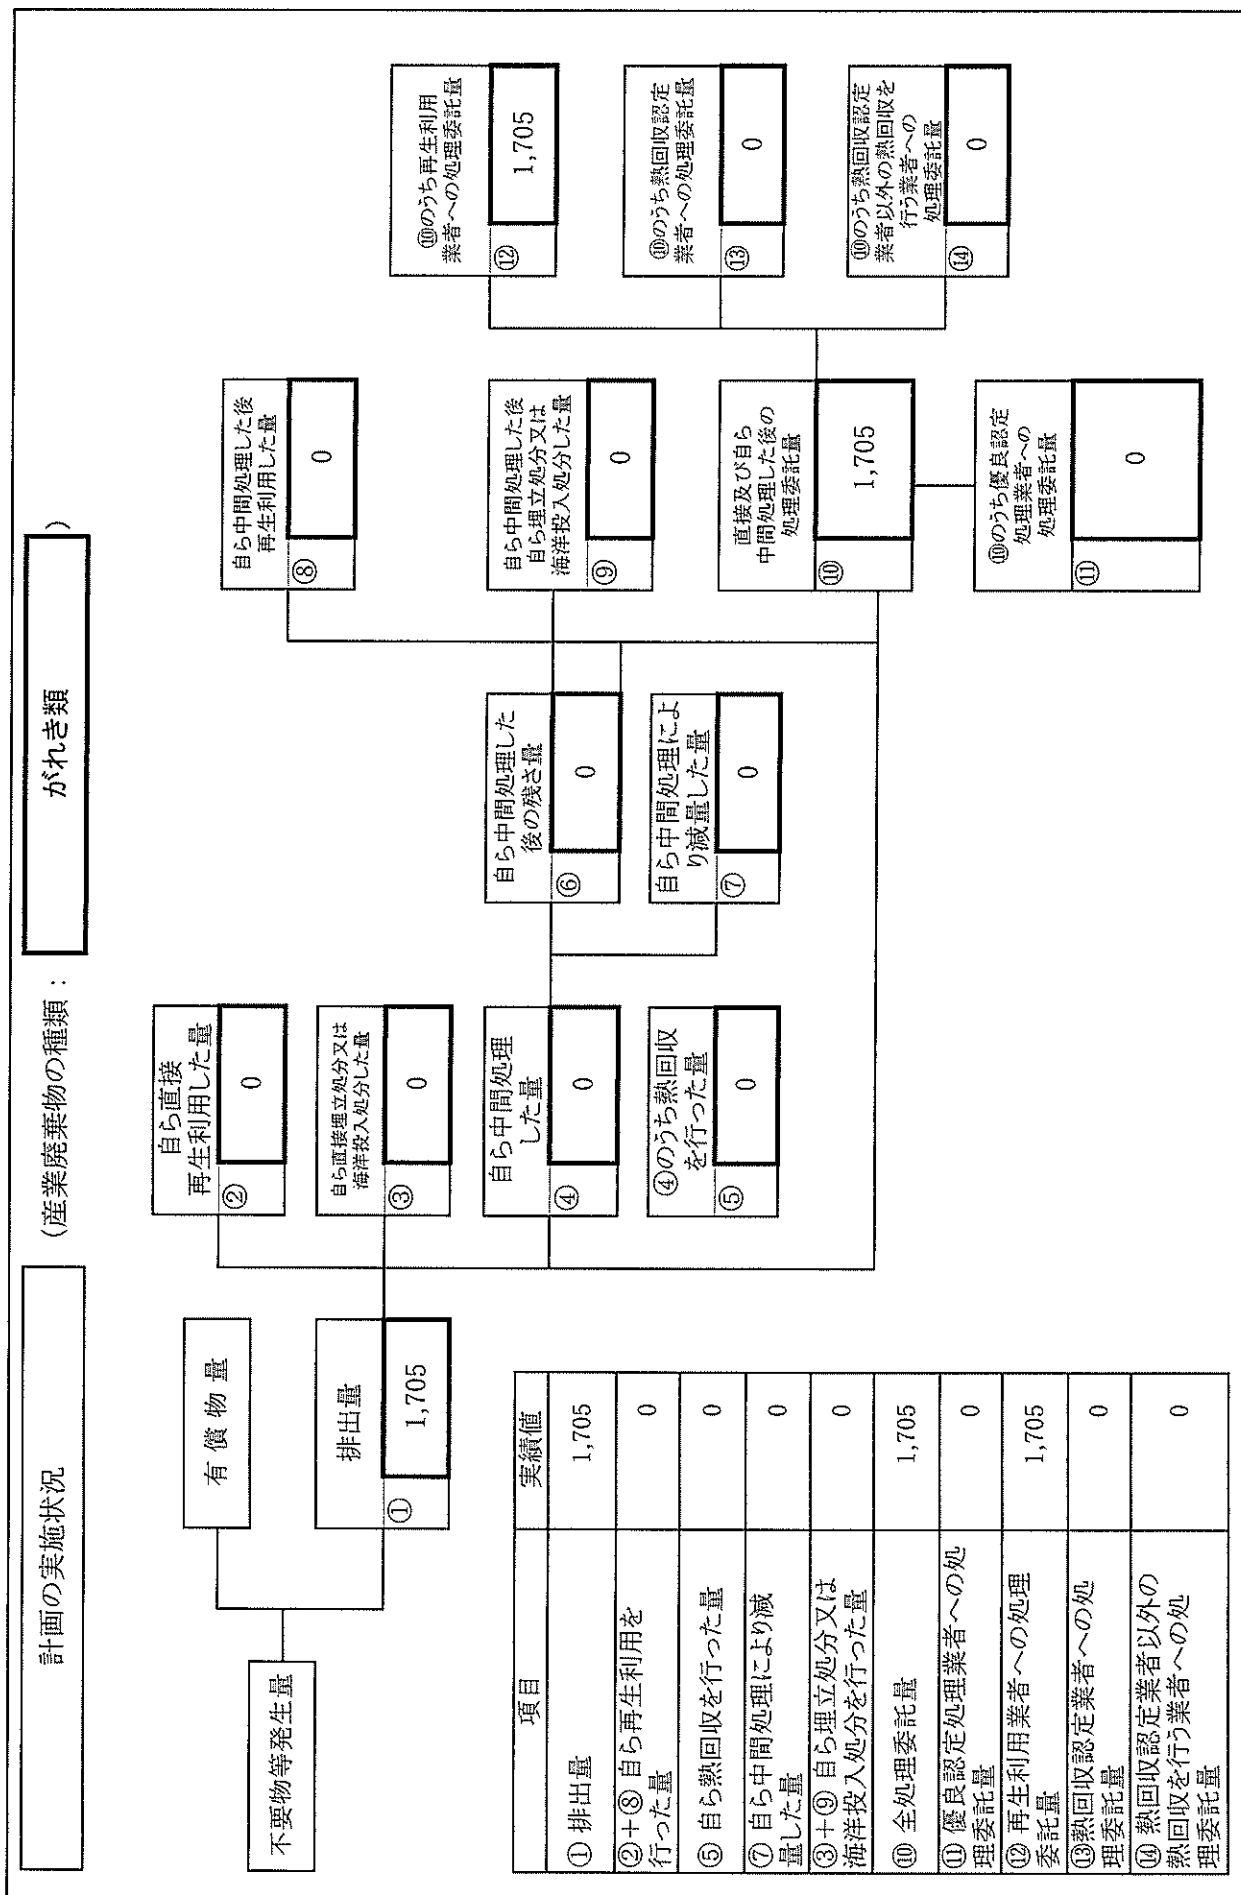 計画の実施状況
(産業廃棄物の種類：
がれき類
)
不要物等発生量
有償物量
排出量
①
1,705
自ら直接
再生利用した量
②
0
自ら直接埋立処分又は
海洋投入処分した量
③
0
自ら中間処理
した量
④
0
④のうち熱回収
を行った量
⑤
0
自ら中間処理した
後の残さ量
⑥
0
自ら中間処理によ
り減量した量
⑦
0
自ら中間処理した後
再生利用した量
⑧
0
自ら中間処理した後
自ら埋立処分又は
海洋投入処分した量
⑨
0
直接及び自ら
中間処理した後の
処理委託量
⑩
1,705
⑩のうち優良認定
処理業者への
処理委託量
⑪
0
⑩のうち再生利用
業者への処理委託量
⑫
1,705
⑩のうち熱回収認定
業者への処理委託量
⑬
0
⑩のうち熱回収認定
業者以外の熱回収を
行う業者への
処理委託量
⑭
0
項目 実績値
①排出量 1,705
②＋⑧ 自ら再生利用を
行った量 0
⑤ 自ら熱回収を行った量 0
⑦ 自ら中間処理により減
量した量 0
③＋⑨ 自ら埋立処分又は
海洋投入処分を行った量 0
⑩ 全処理委託量 1,705
⑪ 優良認定処理業者への処
理委託量 0
⑫ 再生利用業者への処理
委託量 1,705
⑬熱回収認定業者への処
理委託量 0
⑭ 熱回収認定業者以外の
熱回収を行う業者への処
理委託量 0